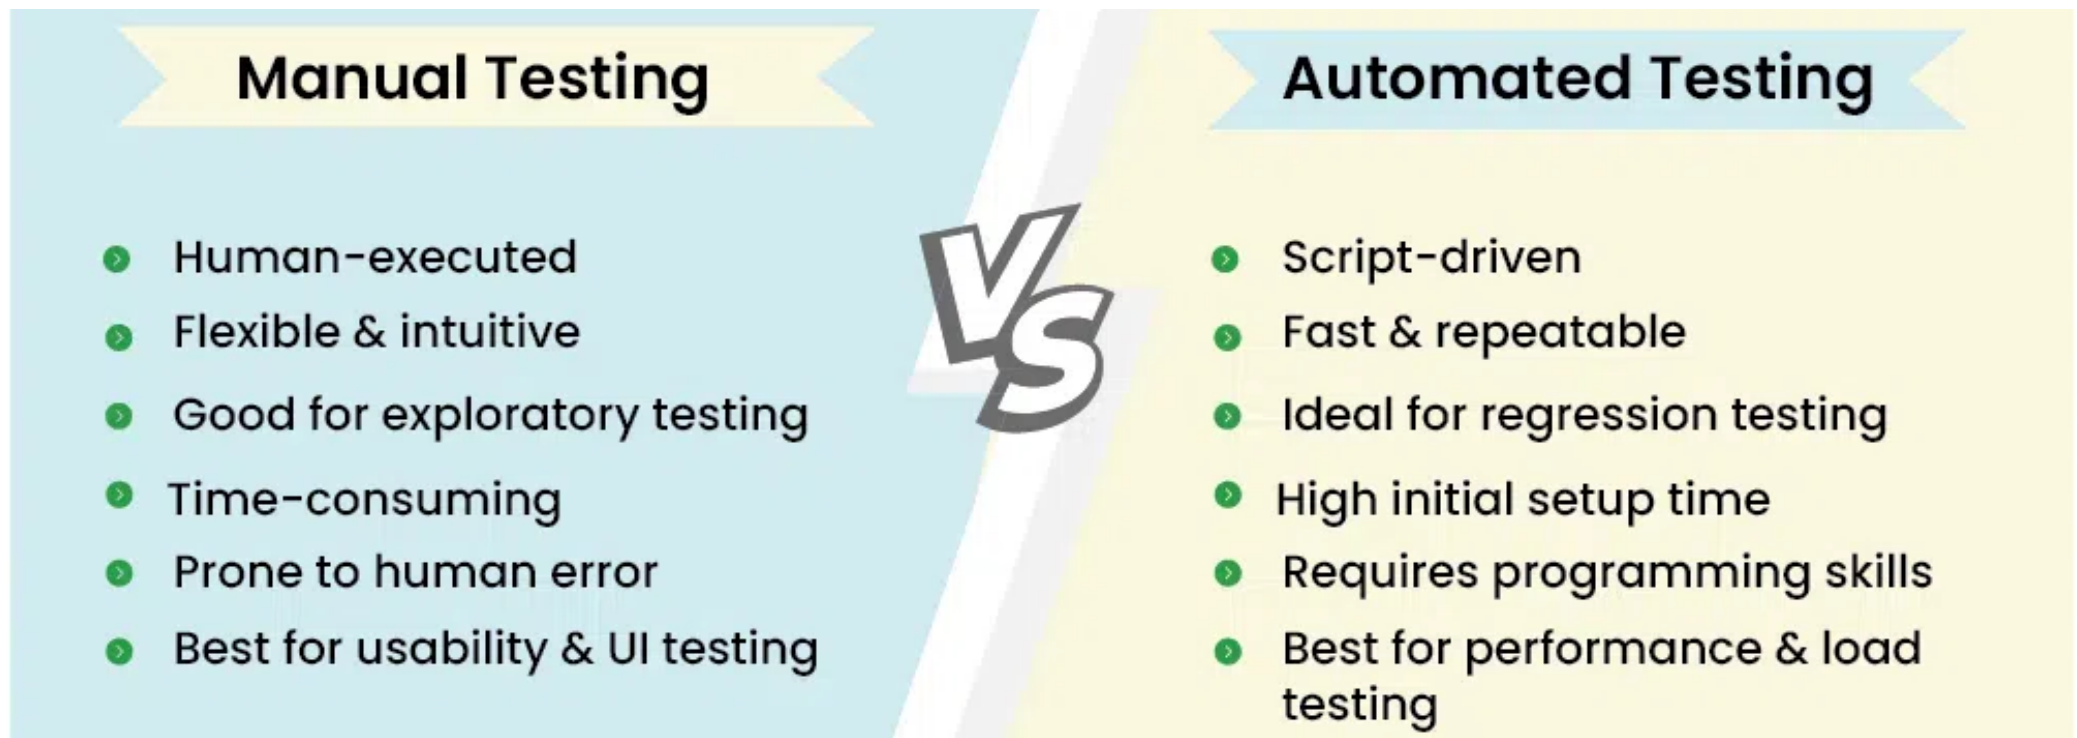 Manual Testing
Human-executed
Flexible & intuitive
Good for exploratory testing
Time-consuming
Prone to human error
Best for usability & UI testing
VS
Automated Testing
Script-driven
Fast & repeatable
Ideal for regression testing
High initial setup time
Requires programming skills
Best for performance & load
testing